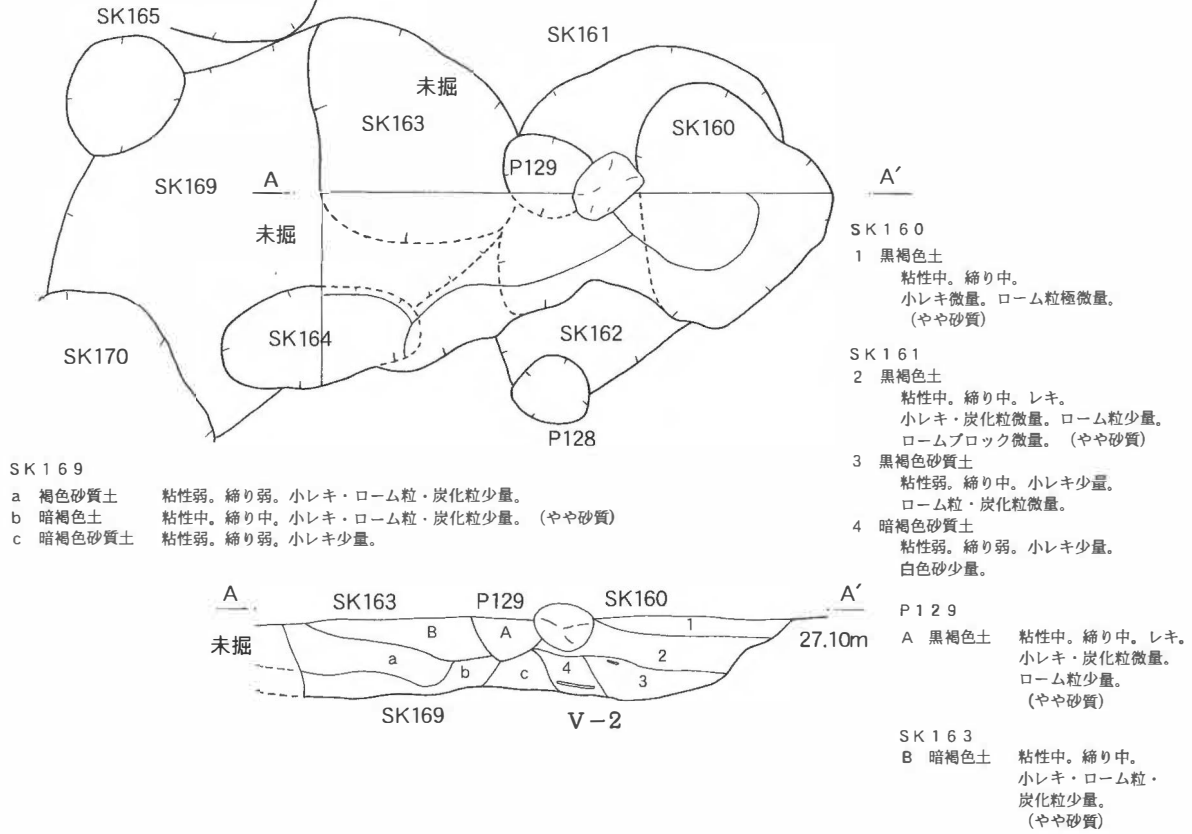 SK165
SK161
未掘
SK163
SK160
P129
SK169
A
A′
未掘
SK164
SK162
SK170
P128
SK160
1 黒褐色土
粘性中。締り中。
小レキ微量。ローム粒極微量。
(やや砂質)
SK161
2 黒褐色土
粘性中。締り中。レキ。
小レキ・炭化粒微量。ローム粒少量。
ロームブロック微量。(やや砂質)
3 黒褐色砂質土
粘性弱。締り中。小レキ少量。
ローム粒・炭化粒微量。
4 暗褐色砂質土
粘性弱。締り弱。小レキ少量。
白色砂少量。
SK169
a 褐色砂質土 粘性弱。締り弱。小レキ・ローム粒・炭化粒少量。
b 暗褐色土 粘性中。締り中。小レキ・ローム粒・炭化粒少量。(やや砂質)
c 暗褐色砂質土 粘性弱。締り弱。小レキ少量。
A
SK163
P129
SK160
A′
未掘
B
A
1
27.10m
a
b
c
4
2
3
SK169
V-2
P129
A 黒褐色土 粘性中。締り中。レキ。
小レキ・炭化粒微量。
ローム粒少量。
(やや砂質)
SK163
B 暗褐色土 粘性中。締り中。
小レキ・ローム粒・
炭化粒少量。
(やや砂質)